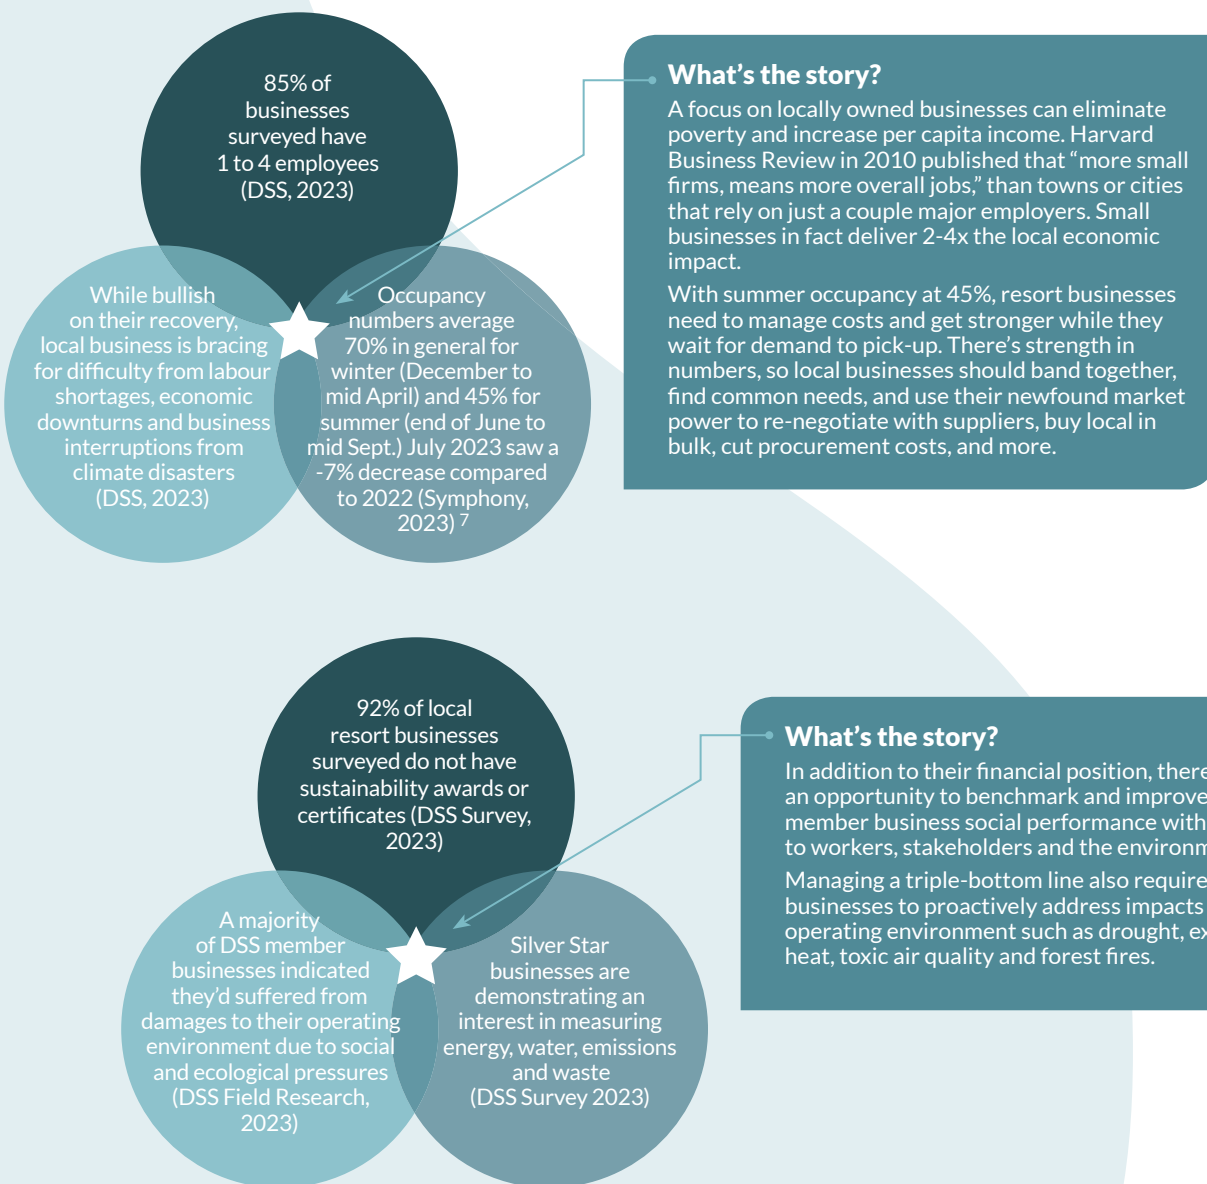 85% of
businesses
surveyed have
1 to 4 employees
(DSS, 2023)
While bullish
on their recovery,
local business is bracing
for difficulty from labour
shortages, economic
downturns and business
interruptions from
climate disasters
(DSS, 2023)
Occupancy
numbers average
70% in general for
winter (December to
mid April) and 45% for
summer (end of June to
mid Sept.) July 2023 saw a
-7% decrease compared
to 2022 (Symphony,
2023) 7
What's the story?
A focus on locally owned businesses can eliminate
poverty and increase per capita income. Harvard
Business Review in 2010 published that “more small
firms, means more overall jobs,” than towns or cities
that rely on just a couple major employers. Small
businesses in fact deliver 2-4x the local economic
impact.
With summer occupancy at 45%, resort businesses
need to manage costs and get stronger while they
wait for demand to pick-up. There’s strength in
numbers, so local businesses should band together,
find common needs, and use their newfound market
power to re-negotiate with suppliers, buy local in
bulk, cut procurement costs, and more.
92% of local
resort businesses
surveyed do not have
sustainability awards or
certificates (DSS Survey,
2023)
A majority
of DSS member
businesses indicated
they’d suffered from
damages to their operating
environment due to social
and ecological pressures
(DSS Field Research,
2023)
Silver Star
businesses are
demonstrating an
interest in measuring
energy, water, emissions
and waste
(DSS Survey 2023)
What’s the story?
In addition to their financial position, there
an opportunity to benchmark and improve
member business social performance with
to workers, stakeholders and the
Managing a triple-bottom line also
businesses to proactively address impacts
operating environment such as drought,
heat, toxic air quality and forest fires.